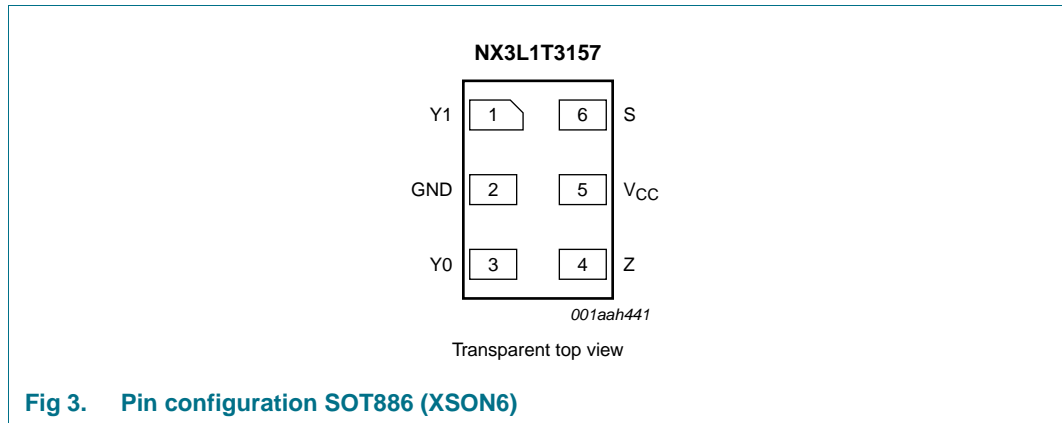 NX3L1T3157
Y1 1 6 S
GND 2 5 VCC
Y0 3 4 Z
001aah441
Transparent top view
Fig 3. Pin configuration SOT886 (XSON6)